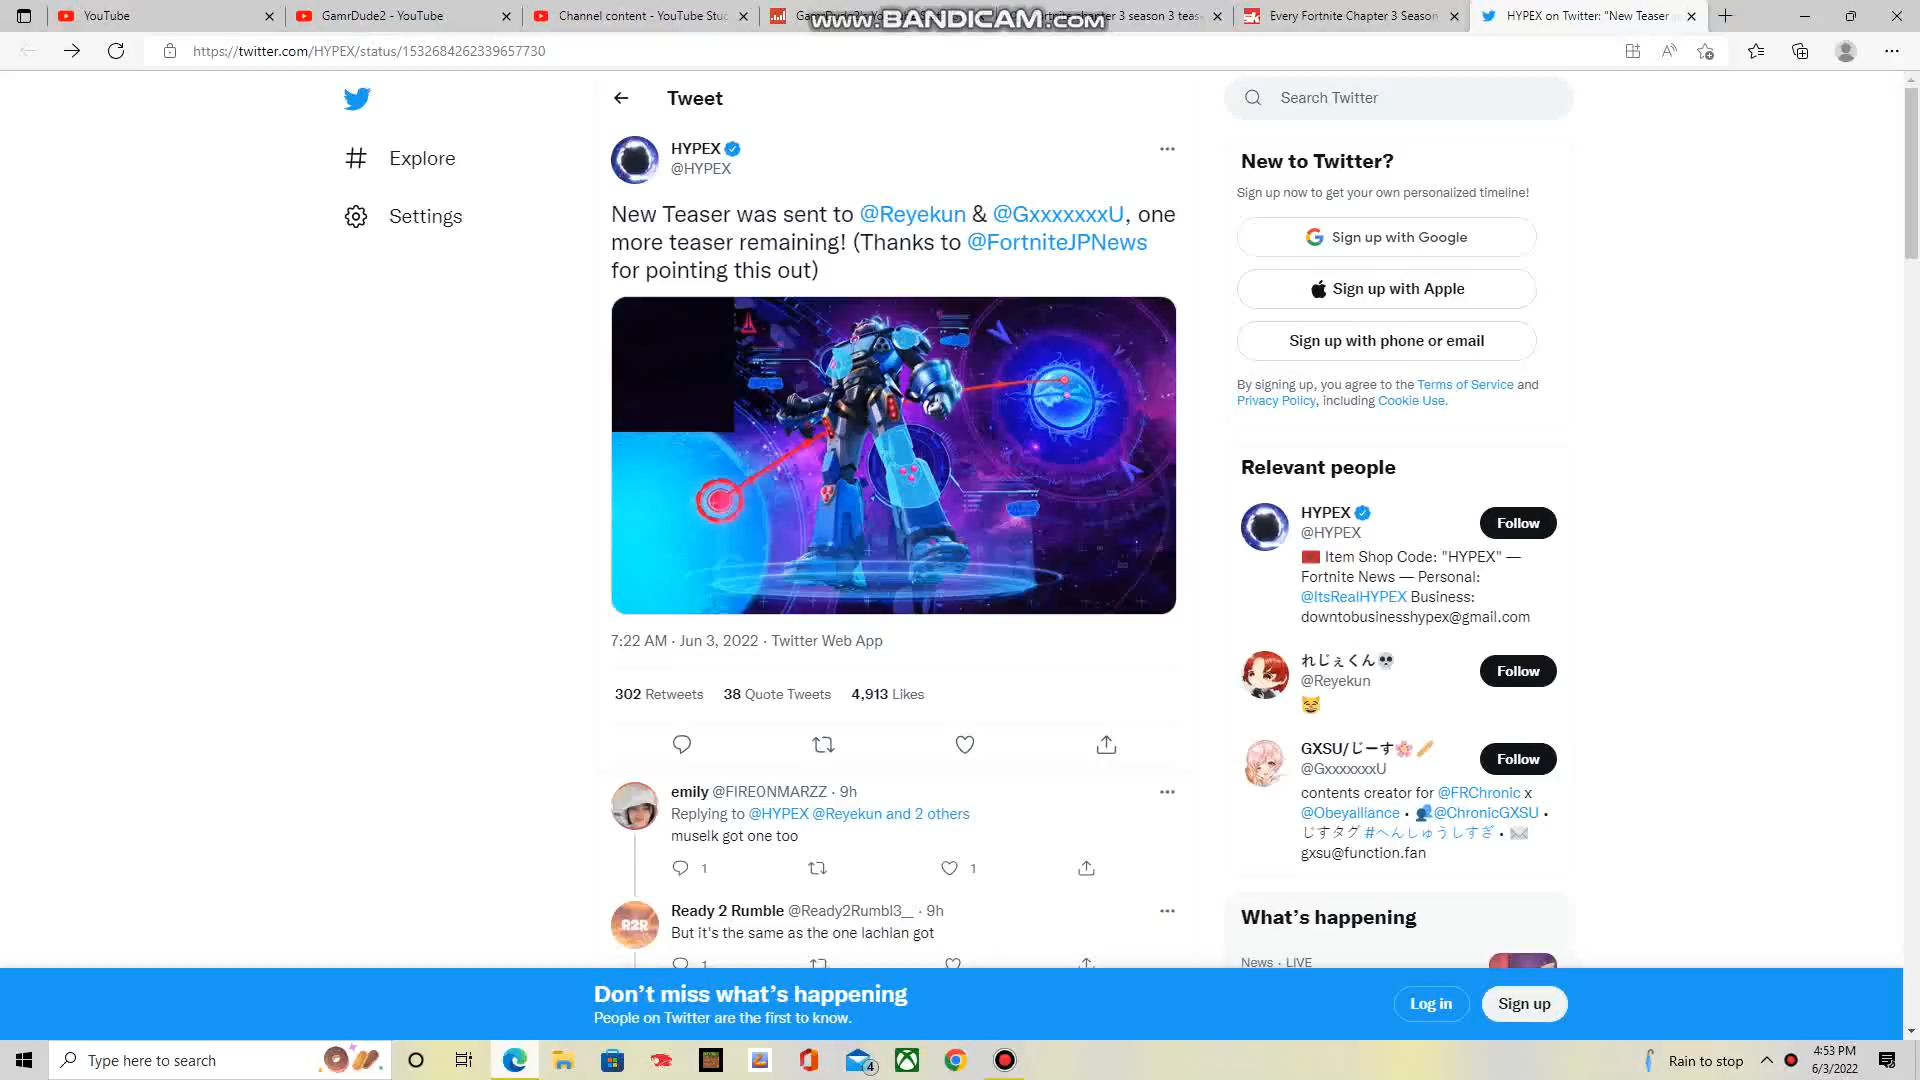 YouTube
GamrDude2 - YouTube
Channel content - YouTube Stuc
Every Fortnite Chapter 3 Season
HYPEX on Twitter: "New Teaser
www.BANDICAM.com
https://twitter.com/HYPEX/status/1532684262339657730
Explore
Settings
Tweet
HYPEX
@HYPEX
New Teaser was sent to @Reyekun & @GxxxxxxxU, one
more teaser remaining! (Thanks to @FortniteJPNews
for pointing this out)
7:22 AM · Jun 3, 2022 · Twitter Web App
302 Retweets 38 Quote Tweets 4,913 Likes
emily @FIRE0NMARZZ · 9h
Replying to @HYPEX @Reyekun and 2 others
muselk got one too
1 1
Ready 2 Rumble @Ready2Rumbl3__ · 9h
R2R
But it's the same as the one lachlan got
1
Search Twitter
New to Twitter?
Sign up now to get your own personalized timeline!
Sign up with Google
Sign up with Apple
Sign up with phone or email
By signing up, you agree to the Terms of Service and
Privacy Policy, including Cookie Use.
Relevant people
HYPEX
@HYPEX
Follow
Item Shop Code: "HYPEX" —
Fortnite News — Personal:
@ItsRealHYPEX Business:
downtobusinesshypex@gmail.com
れじぇくん💀
@Reyekun
Follow
😸
GXSU/じーす🌸🥖
@GxxxxxxxU
Follow
contents creator for @FRChronic x
@Obeyalliance • 👥@ChronicGXSU •
じすタグ #へんしゅうしすぎ • ✉
gxsu@function.fan
What's happening
News · LIVE
Don't miss what's happening
People on Twitter are the first to know.
Log in
Sign up
Type here to search
4
Rain to stop
4:53 PM
6/3/2022